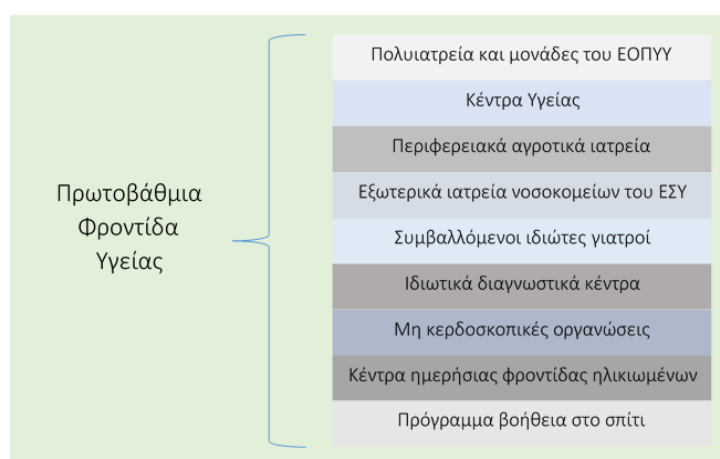 Πρωτοβάθμια
Φροντίδα
Υγείας
Πολυιατρεία και μονάδες του ΕΟΠΥΥ
Κέντρα Υγείας
Περιφερειακά αγροτικά ιατρεία
Εξωτερικά ιατρεία νοσοκομείων του ΕΣΥ
Συμβαλλόμενοι ιδιώτες γιατροί
Ιδιωτικά διαγνωστικά κέντρα
Μη κερδοσκοπικές οργανώσεις
Κέντρα ημερήσιας φροντίδας ηλικιωμένων
Πρόγραμμα βοήθεια στο σπίτι